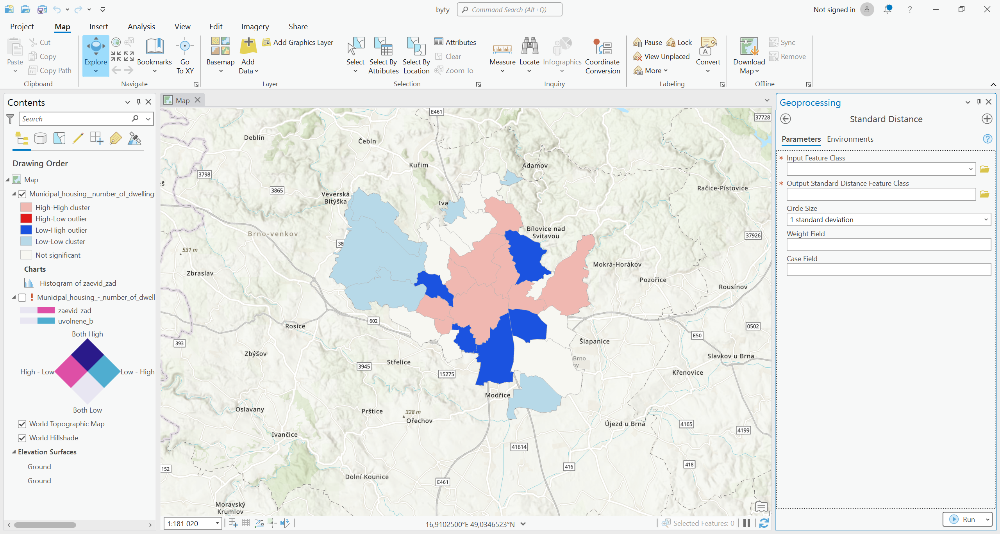 byty
Command Search (Alt+Q)
Not signed in
Project
Map
Insert
Analysis
View
Edit
Imagery
Share
Paste
Cut
Copy
Copy Path
Clipboard
Explore
Bookmarks
Go
To XY
Navigate
Basemap
Add
Data
Add Graphics Layer
Layer
Select
Select By
Attributes
Select By
Location
Attributes
Clear
Zoom To
Selection
Measure
Locate
Infographics
Coordinate
Conversion
Inquiry
Pause
Lock
View Unplaced
More
A
Convert
Labeling
Download
Map
Sync
Remove
Offline
Contents
Search
Drawing Order
Map
Municipal_housing__number_of_dwellings
High-High cluster
High-Low outlier
Low-High outlier
Low-Low cluster
Not significant
Charts
Histogram of zaevid_zad
! Municipal_housing_-_number_of_dwell
zaevid_zad
uvolnene_b
Both High
High - Low
Low - High
Both Low
World Topographic Map
World Hillshade
Elevation Surfaces
Ground
Ground
Map
E461
37728
Deblín
Čebín
Kuřim
Adamov
3798
š
3865
Veverská
Bítýška
Iva
Račice-Pístovice
Brno-venkov
38
Bílovice nad
Svitavou
37926
531 m
Zbraslav
Mokrá-Horákov
Pozořice
Rousínov
602
Rosice
0502
E50
393
Šlapanice
Zbýšov
Slavkov u Brna
Střelice
Brno
ny
3945
15275
Křenovice
Modřice
Oslavany
Prštice
328 m
Ořechov
Újezd u Brna
4165
4199
Ivančice
41614
152
416
418
Dolní Kounice
E461
Moravský
Krumlov
1:181 020
N
16,9102500°E 49,0346523°N
Selected Features: 0
Geoprocessing
Standard Distance
Parameters
Environments
?
* Input Feature Class
* Output Standard Distance Feature Class
Circle Size
1 standard deviation
Weight Field
Case Field
Run